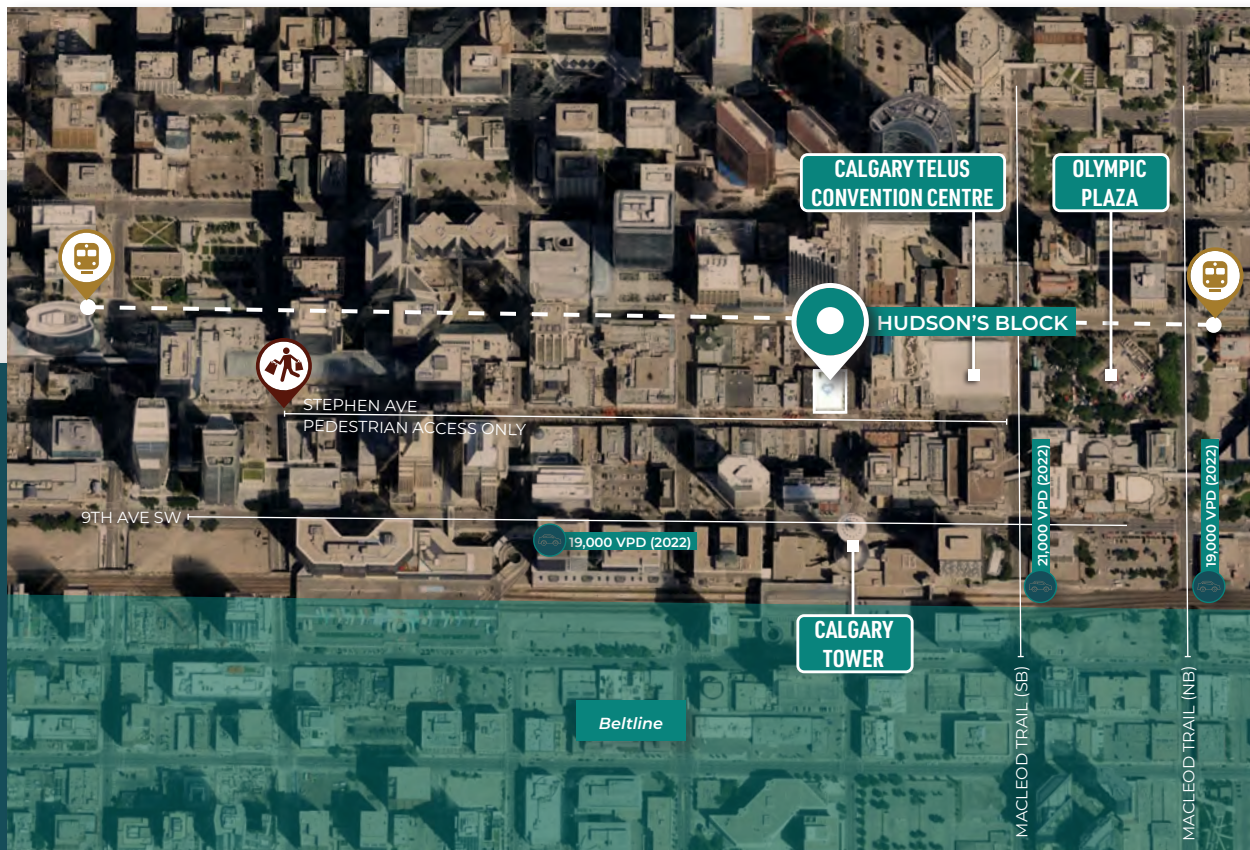 CALGARY TELUS
CONVENTION CENTRE
OLYMPIC
PLAZA
HUDSON'S BLOCK
STEPHEN AVE
PEDESTRIAN ACCESS ONLY
9TH AVE SW
19,000 VPD (2022)
21,000 VPD (2022)
19,000 VPD (2022)
CALGARY
TOWER
MACLEOD TRAIL (SB)
MACLEOD TRAIL (NB)
Beltline